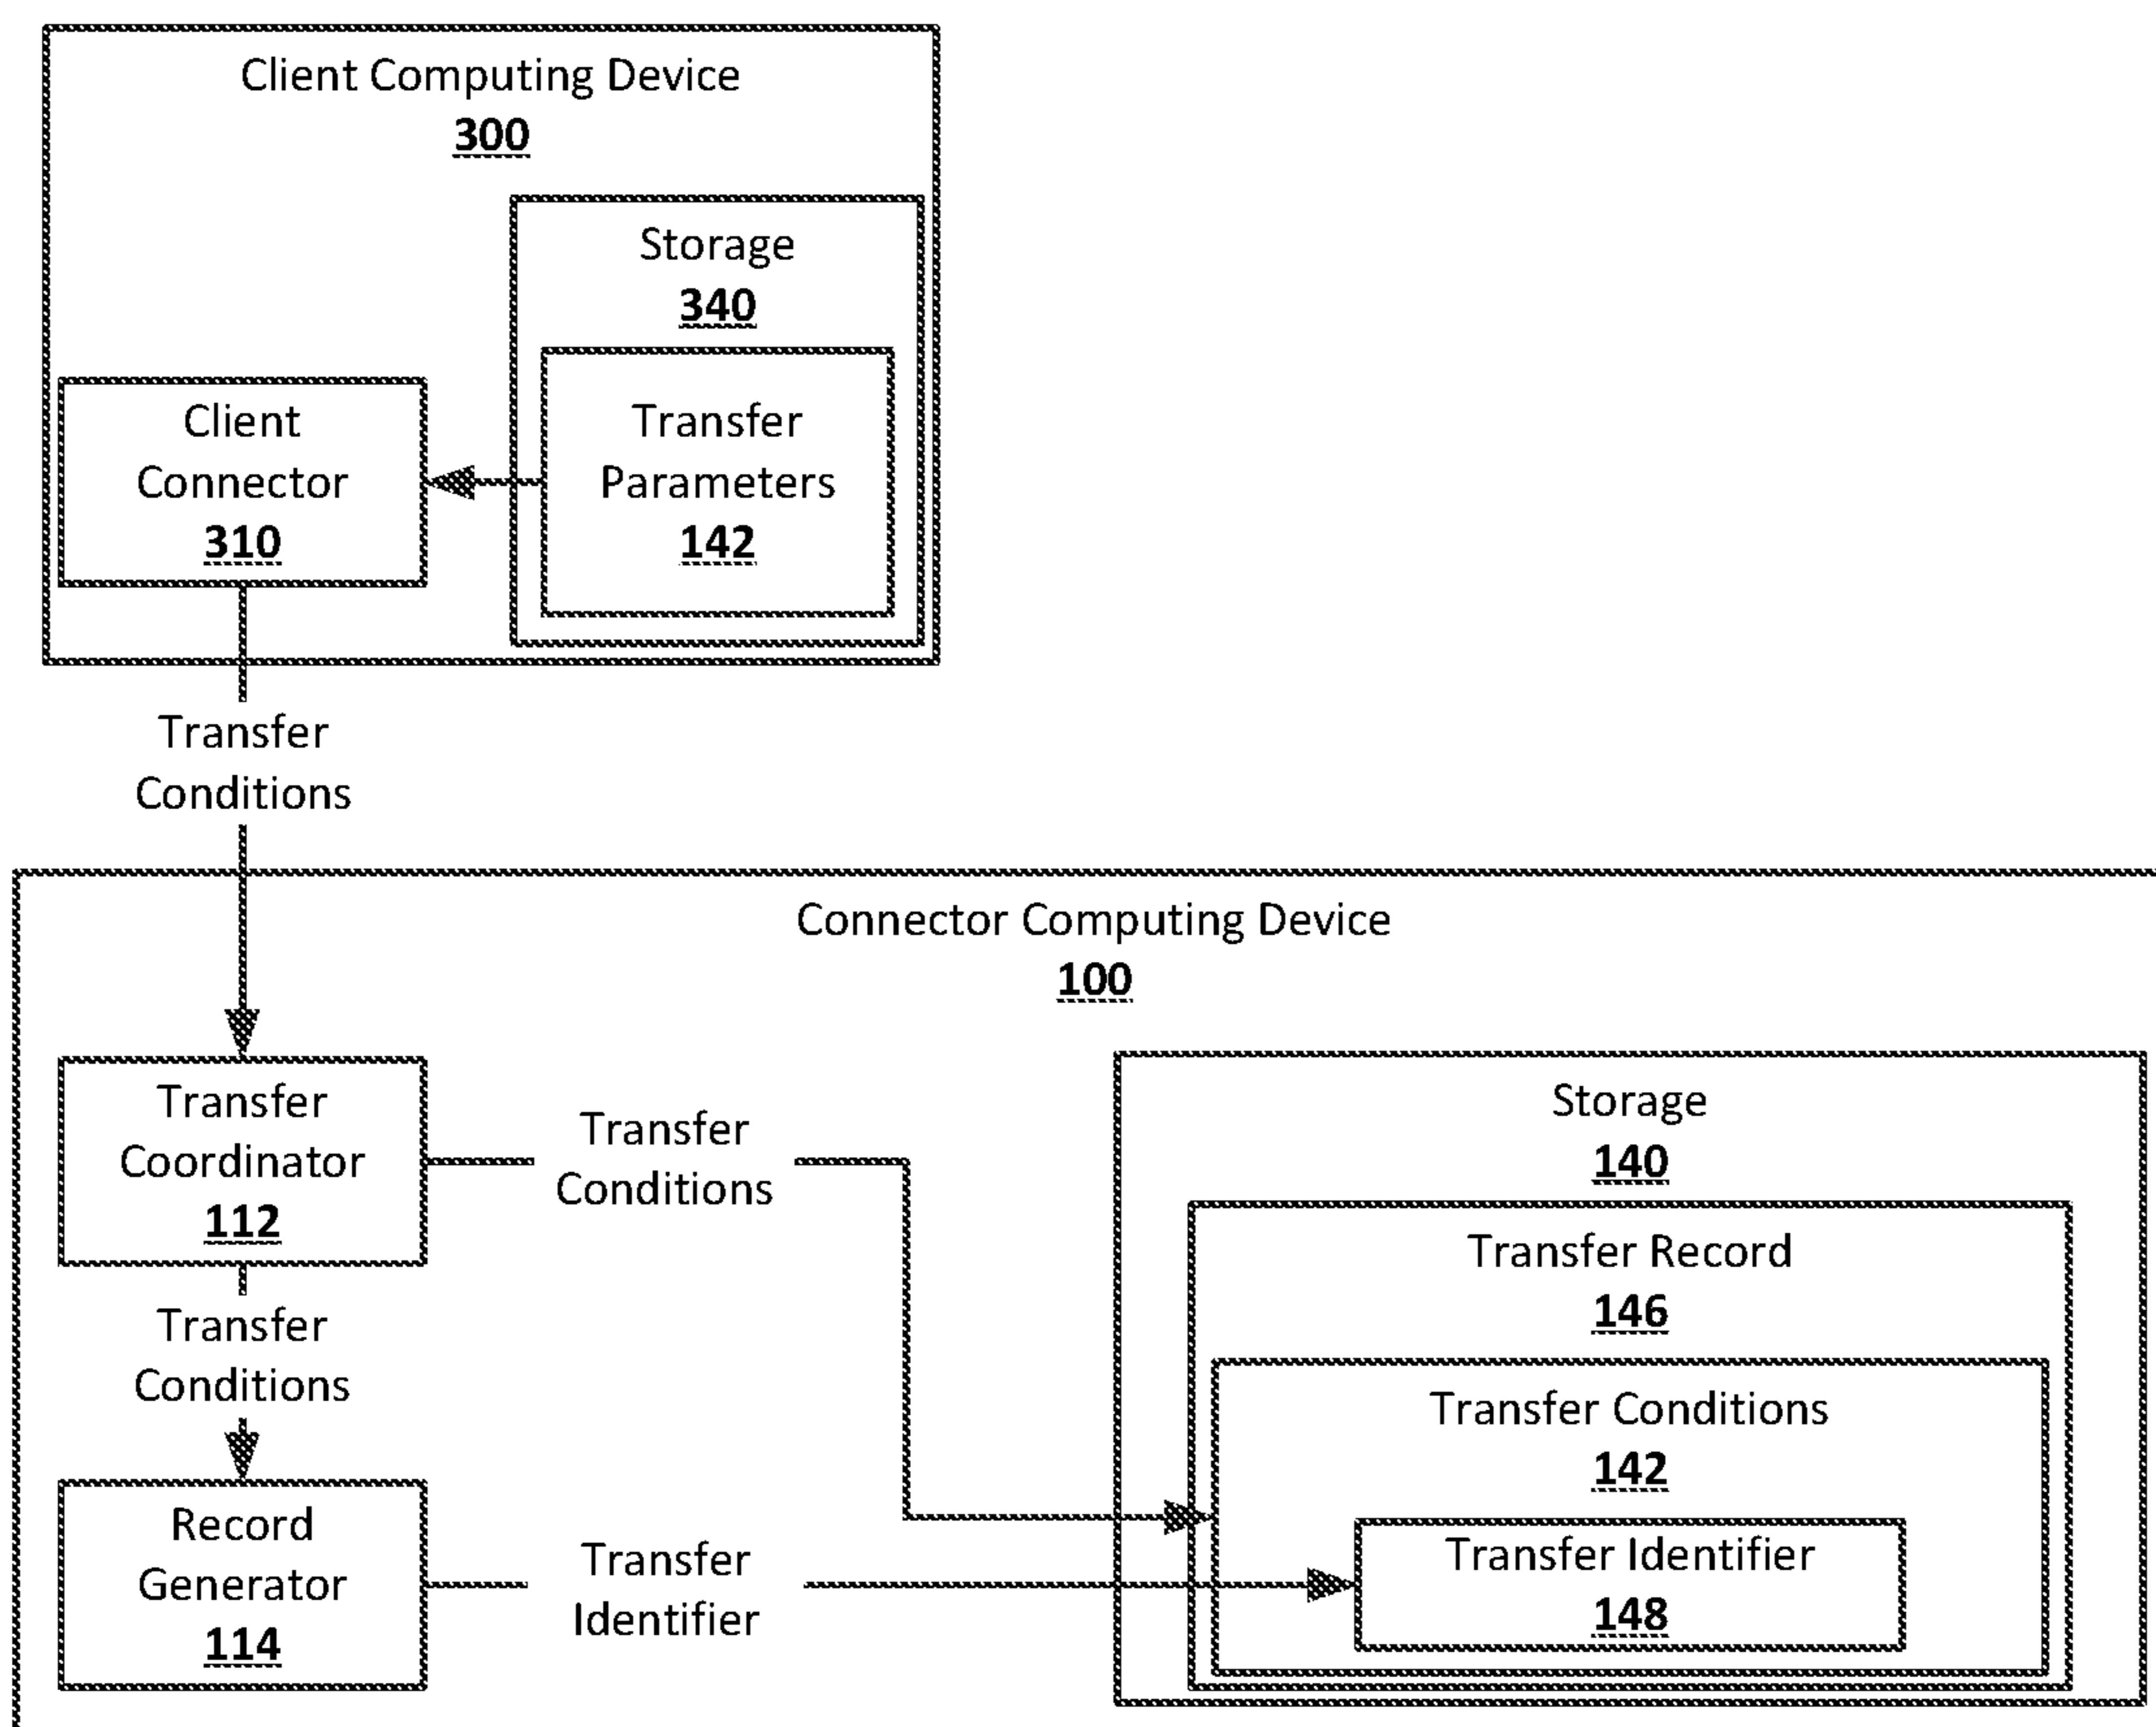 Client Computing Device
300
Storage
340
Client
Connector
310
Transfer
Parameters
142
Transfer
Conditions
Connector Computing Device
100
Transfer
Coordinator
112
Transfer
Conditions
Storage
140
Transfer Record
146
Transfer
Conditions
Transfer Conditions
142
Record
Generator
114
Transfer
Identifier
Transfer Identifier
148